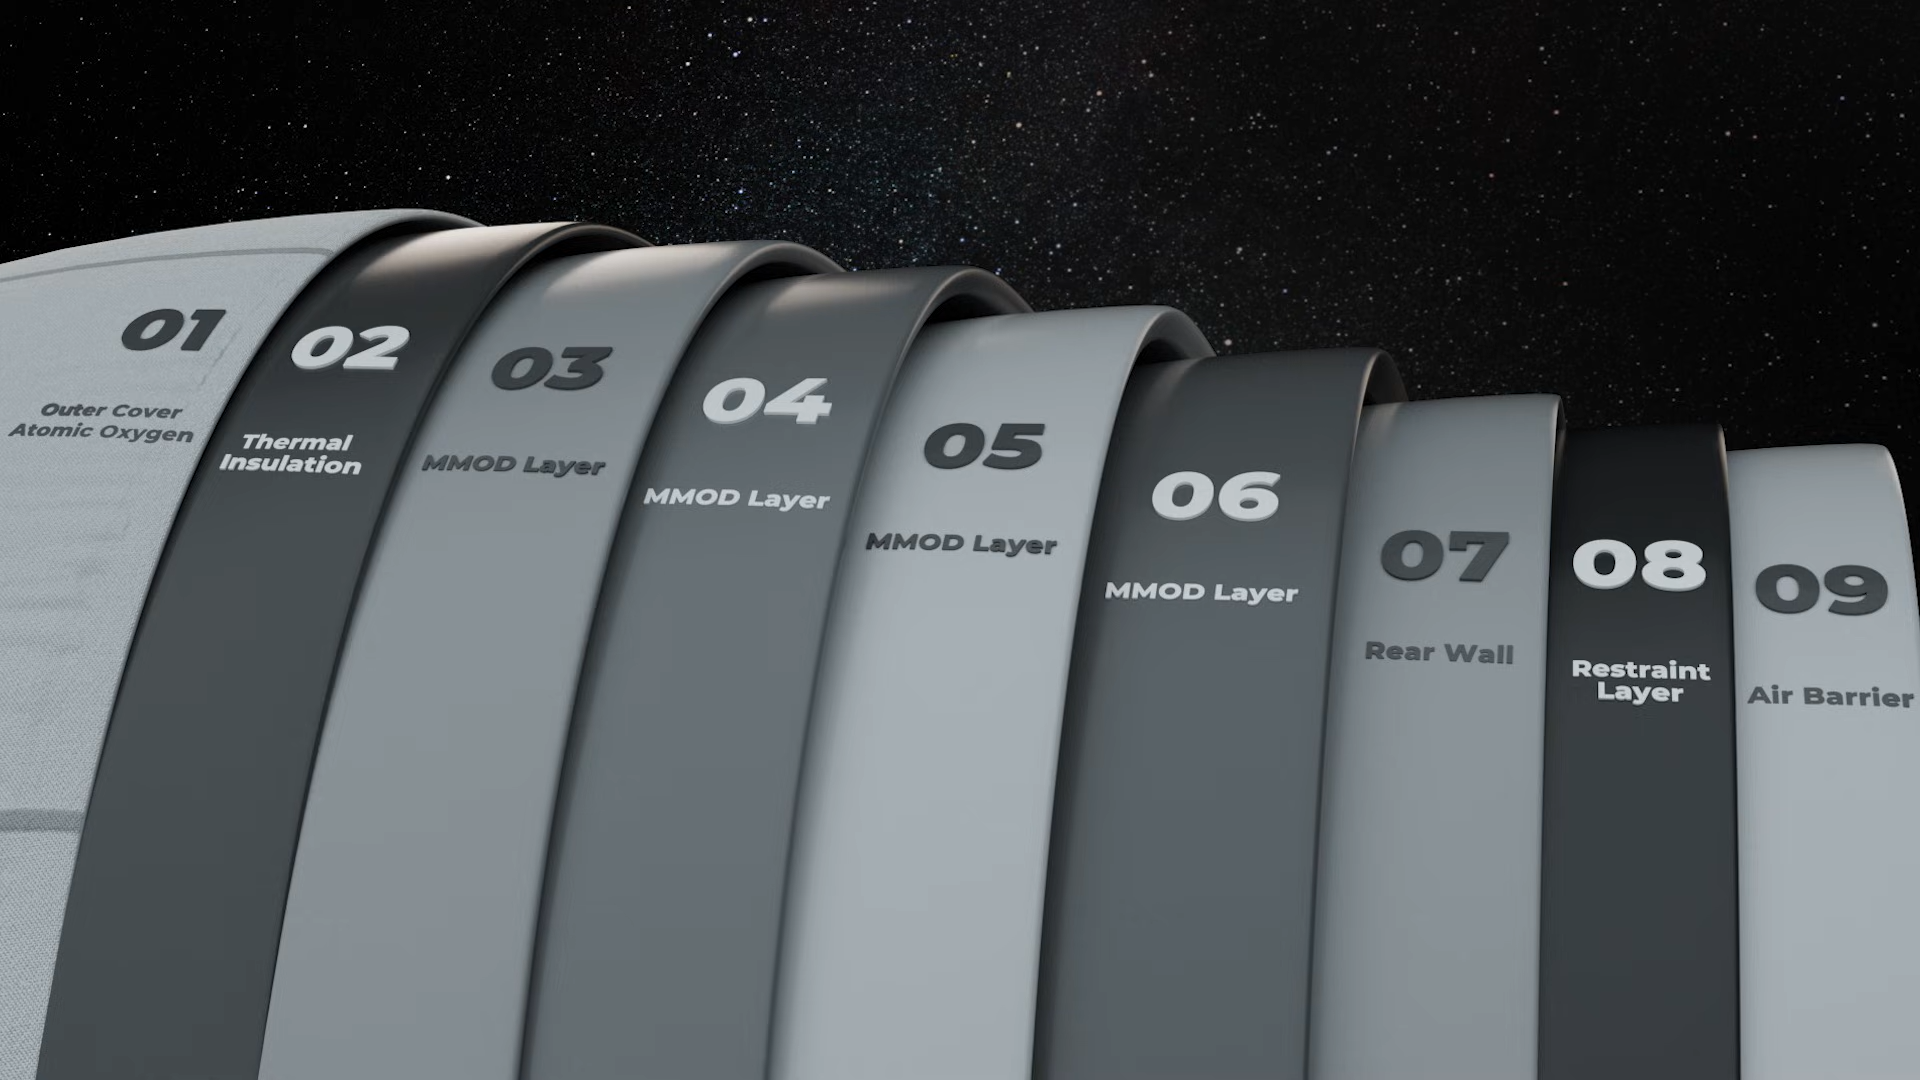 01
Outer Cover
Atomic Oxygen
02
Thermal
Insulation
03
MMOD Layer
04
MMOD Layer
05
MMOD Layer
06
MMOD Layer
07
Rear Wall
08
Restraint
Layer
09
Air Barrier